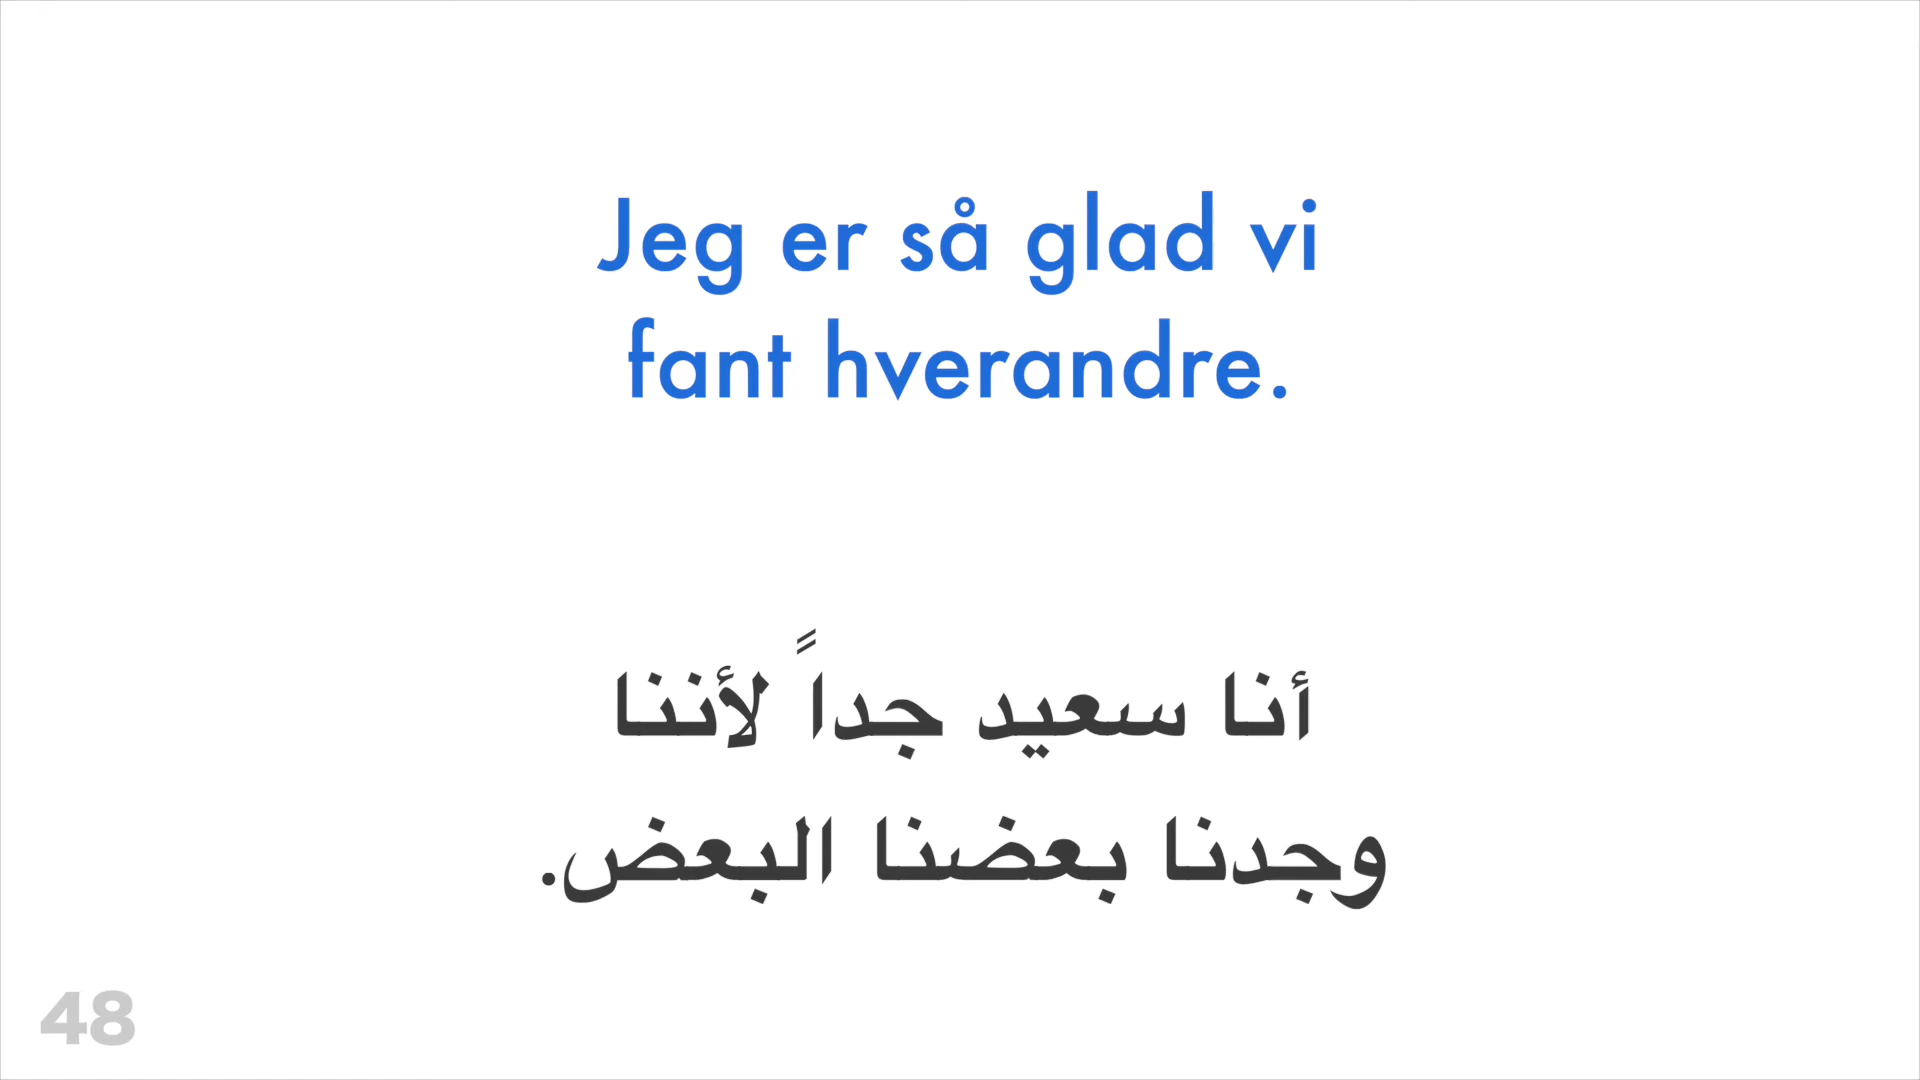 Jeg er så glad vi
fant hverandre.
أنا سعيد جداً لأننا
وجدنا بعضنا البعض.
48